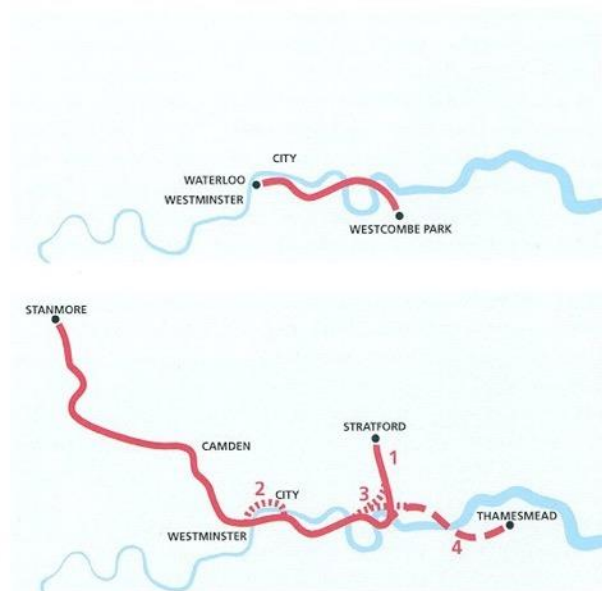 CITY
WATERLOO
WESTMINSTER
WESTCOMBE PARK
STANMORE
STRATFORD
CAMDEN
1
2
CITY
3
THAMESMEAD
WESTMINSTER
4